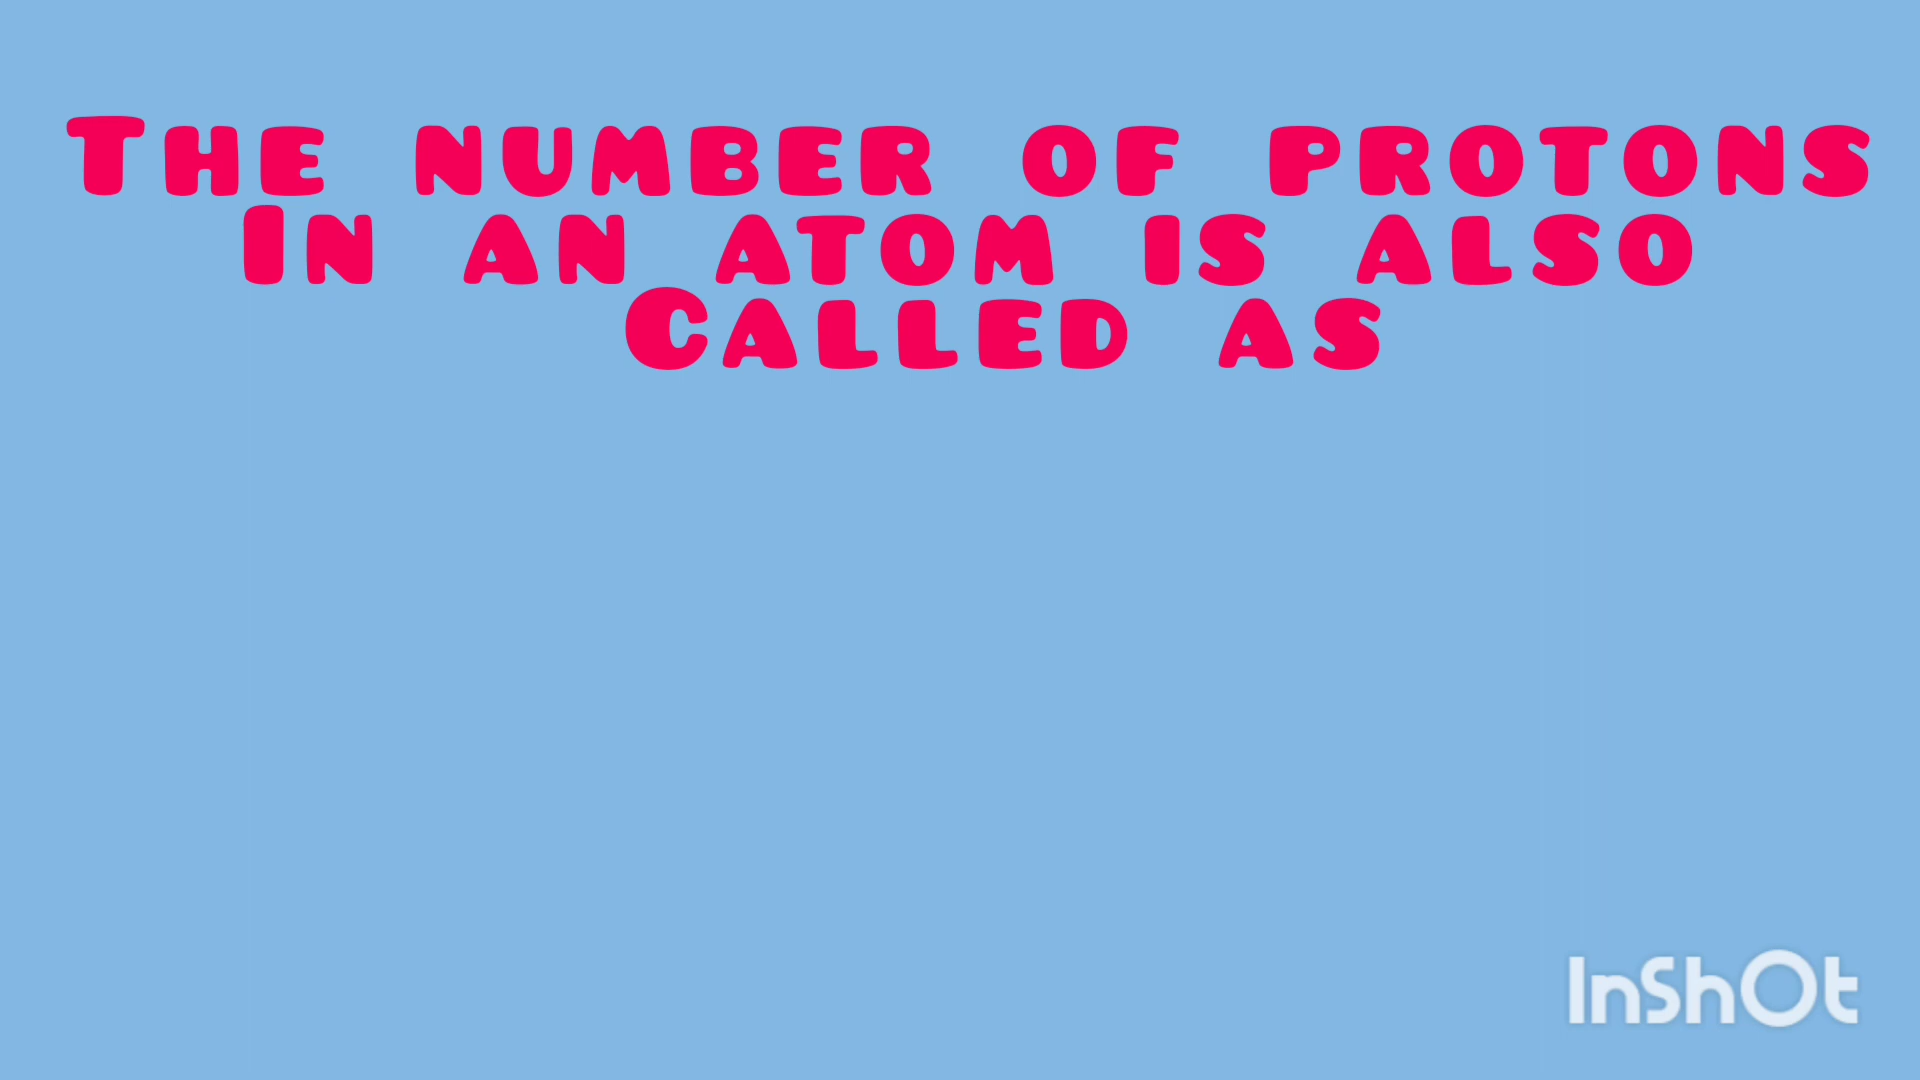 The number of protons
In an atom is also
Called as
InShOt